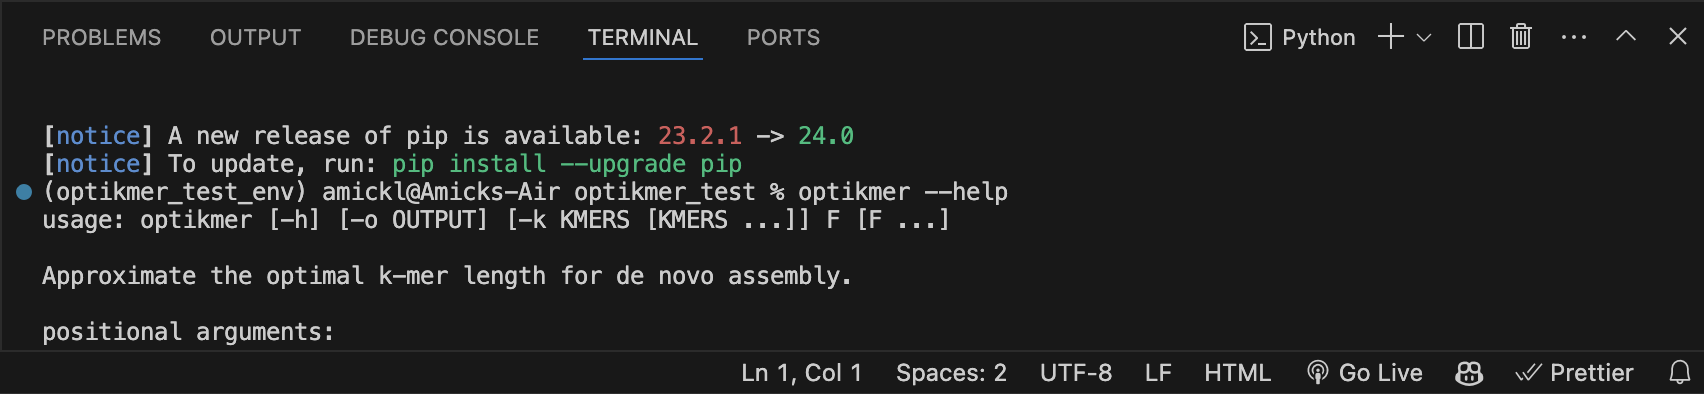 PROBLEMS OUTPUT DEBUG CONSOLE TERMINAL PORTS Python
[notice] A new release of pip is available: 23.2.1 -> 24.0
[notice] To update, run: pip install --upgrade pip
(optikmer_test_env) amickl@Amicks-Air optikmer_test % optikmer --help
usage: optikmer [-h] [-o OUTPUT] [-k KMERS [KMERS ...]] F [F ...]
Approximate the optimal k-mer length for de novo assembly.
positional arguments:
Ln 1, Col 1 Spaces: 2 UTF-8 LF HTML Go Live Prettier